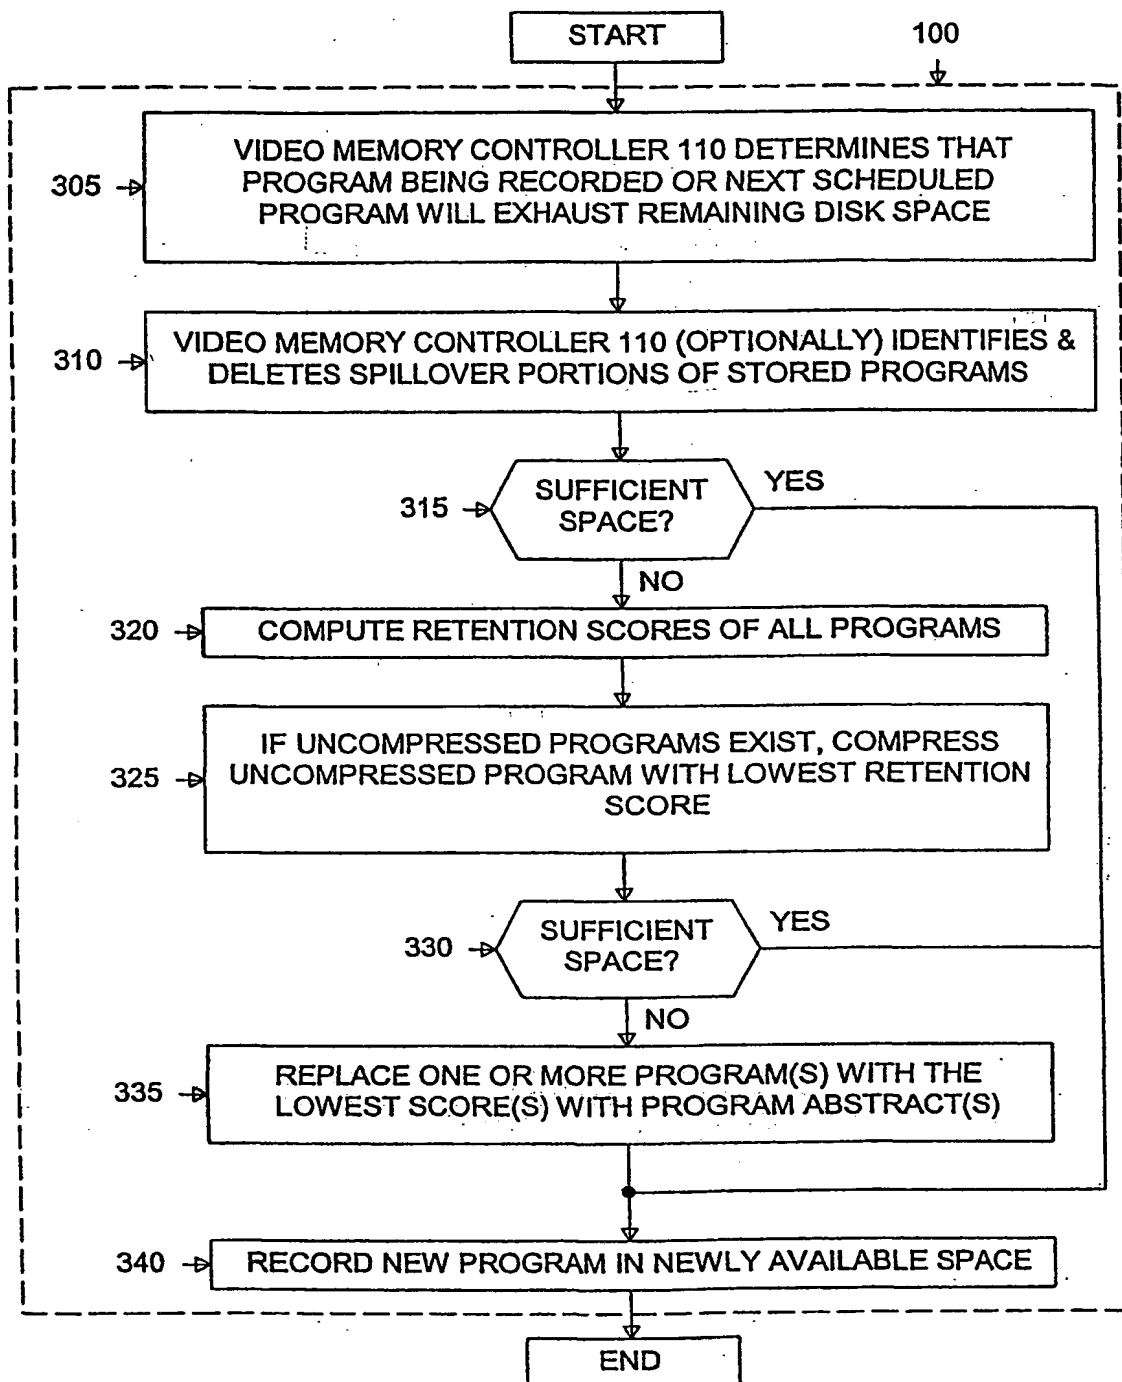 START
100
305
VIDEO MEMORY CONTROLLER 110 DETERMINES THAT
PROGRAM BEING RECORDED OR NEXT SCHEDULED
PROGRAM WILL EXHAUST REMAINING DISK SPACE
310
VIDEO MEMORY CONTROLLER 110 (OPTIONALLY) IDENTIFIES &
DELETES SPILLOVER PORTIONS OF STORED PROGRAMS
315
SUFFICIENT
SPACE?
YES
NO
320
COMPUTE RETENTION SCORES OF ALL PROGRAMS
325
IF UNCOMPRESSED PROGRAMS EXIST, COMPRESS
UNCOMPRESSED PROGRAM WITH LOWEST RETENTION
SCORE
330
SUFFICIENT
SPACE?
YES
NO
335
REPLACE ONE OR MORE PROGRAM(S) WITH THE
LOWEST SCORE(S) WITH PROGRAM ABSTRACT(S)
340
RECORD NEW PROGRAM IN NEWLY AVAILABLE SPACE
END